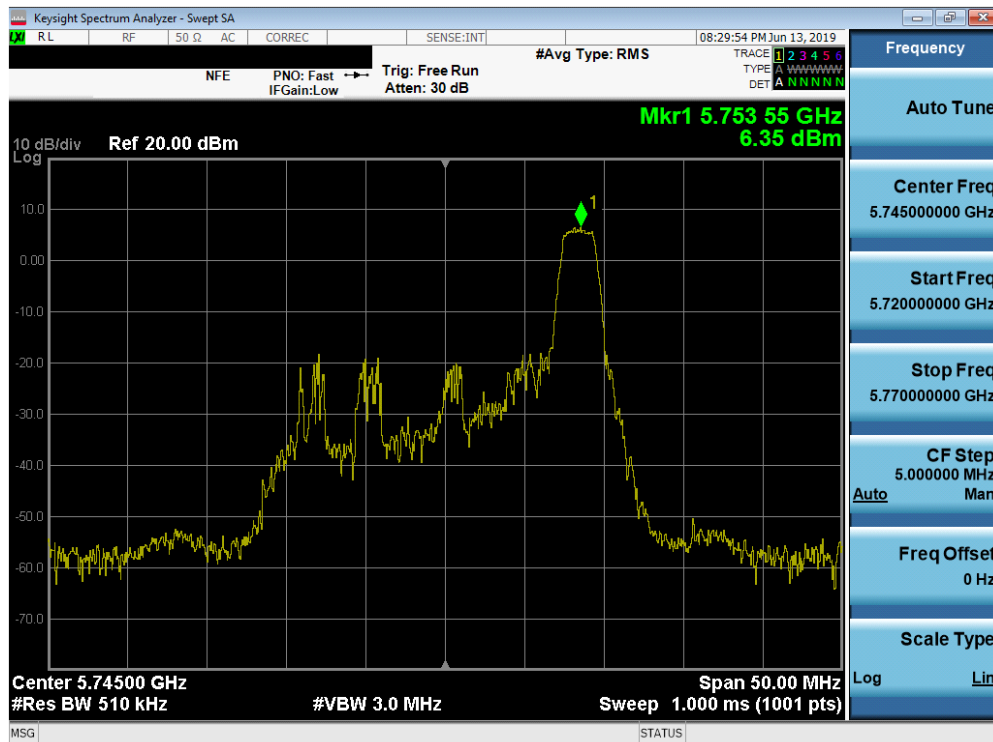 Keysight Spectrum Analyzer - Swept SA
LXI RL RF 50 Ω AC CORREC SENSE:INT 08:29:54 PM Jun 13, 2019
#Avg Type: RMS
TRACE 1 2 3 4 5 6
TYPE A WWWWW
DET A N N N N N
NFE PNO: Fast Trig: Free Run
IFGain:Low Atten: 30 dB
Mkr1 5.753 55 GHz
6.35 dBm
10 dB/div Ref 20.00 dBm
Log
1
10.0
0.00
-10.0
-20.0
-30.0
-40.0
-50.0
-60.0
-70.0
Center 5.74500 GHz Span 50.00 MHz
#Res BW 510 kHz #VBW 3.0 MHz Sweep 1.000 ms (1001 pts)
MSG STATUS
Frequency
Auto Tune
Center Freq
5.745000000 GHz
Start Freq
5.720000000 GHz
Stop Freq
5.770000000 GHz
CF Step
5.000000 MHz
Auto Man
Freq Offset
0 Hz
Scale Type
Log Lin